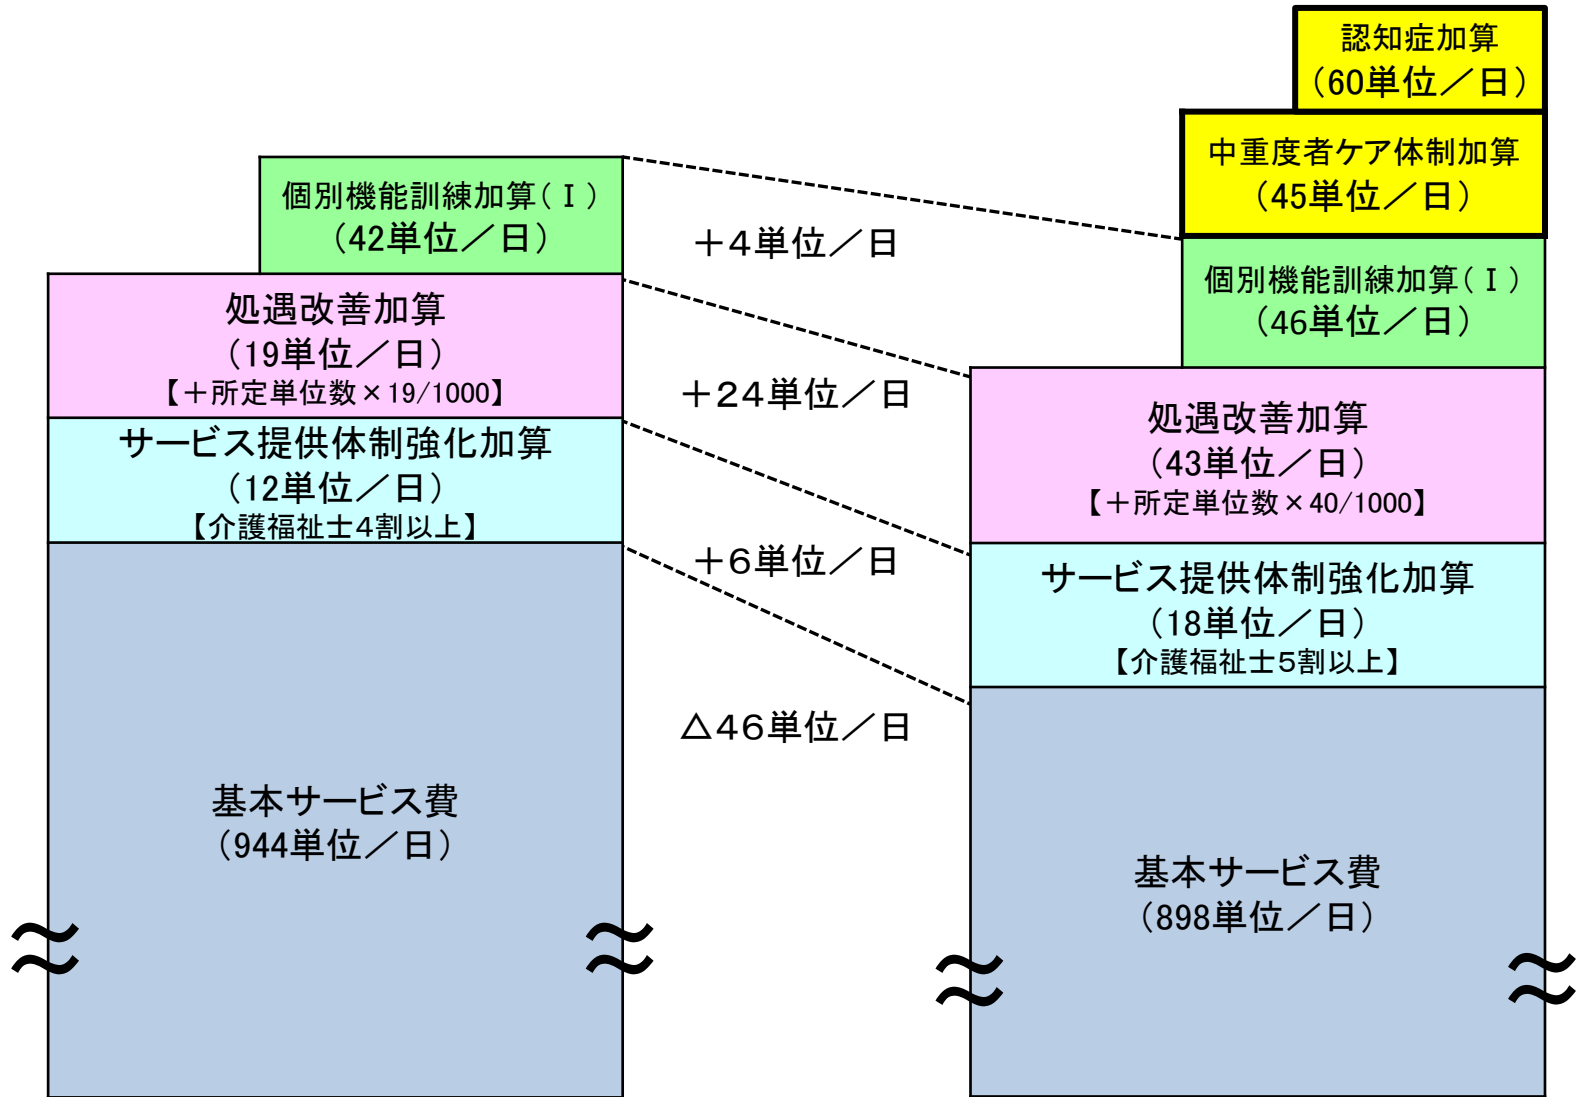 個別機能訓練加算(Ⅰ)
(42単位／日)
処遇改善加算
(19単位／日)
【＋所定単位数×19/1000】
サービス提供体制強化加算
(12単位／日)
【介護福祉士４割以上】
基本サービス費
(944単位／日)
＋４単位／日
＋２４単位／日
＋６単位／日
△４６単位／日
認知症加算
(60単位／日)
中重度者ケア体制加算
(45単位／日)
個別機能訓練加算(Ⅰ)
(46単位／日)
処遇改善加算
(43単位／日)
【＋所定単位数×40/1000】
サービス提供体制強化加算
(18単位／日)
【介護福祉士５割以上】
基本サービス費
(898単位／日)